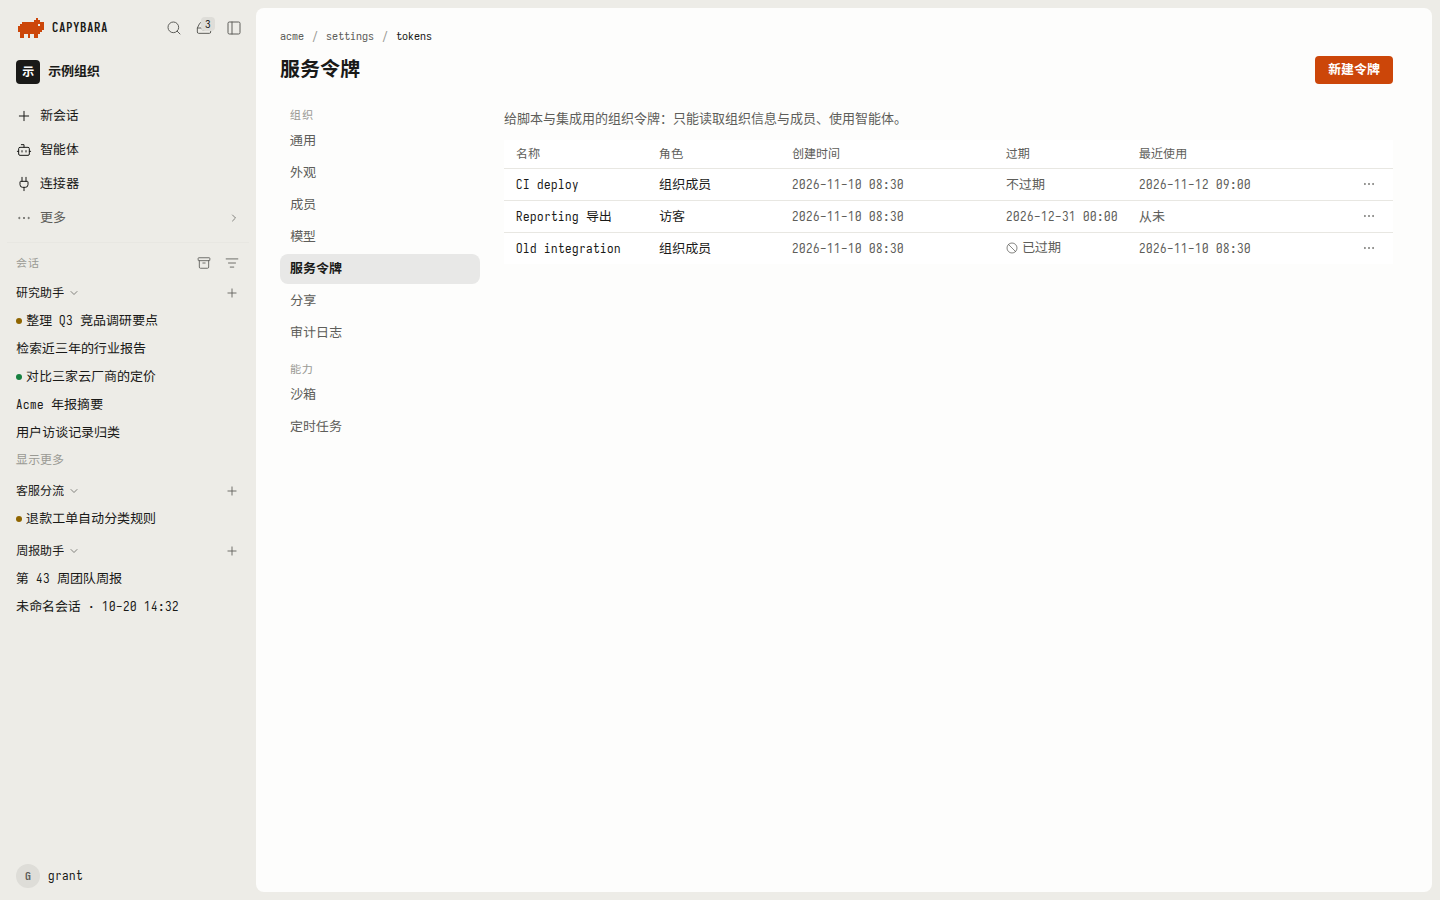 CAPYBARA
3
示 示例组织
新会话
智能体
连接器
更多
会话
研究助手
整理 Q3 竞品调研要点
检索近三年的行业报告
对比三家云厂商的定价
Acme 年报摘要
用户访谈记录归类
显示更多
客服分流
退款工单自动分类规则
周报助手
第 43 周团队周报
未命名会话 · 10-20 14:32
G grant
acme / settings / tokens
服务令牌
新建令牌
组织
通用
外观
成员
模型
服务令牌
分享
审计日志
能力
沙箱
定时任务
给脚本与集成用的组织令牌：只能读取组织信息与成员、使用智能体。
名称 角色 创建时间 过期 最近使用
CI deploy 组织成员 2026-11-10 08:30 不过期 2026-11-12 09:00
Reporting 导出 访客 2026-11-10 08:30 2026-12-31 00:00 从未
Old integration 组织成员 2026-11-10 08:30 已过期 2026-11-10 08:30